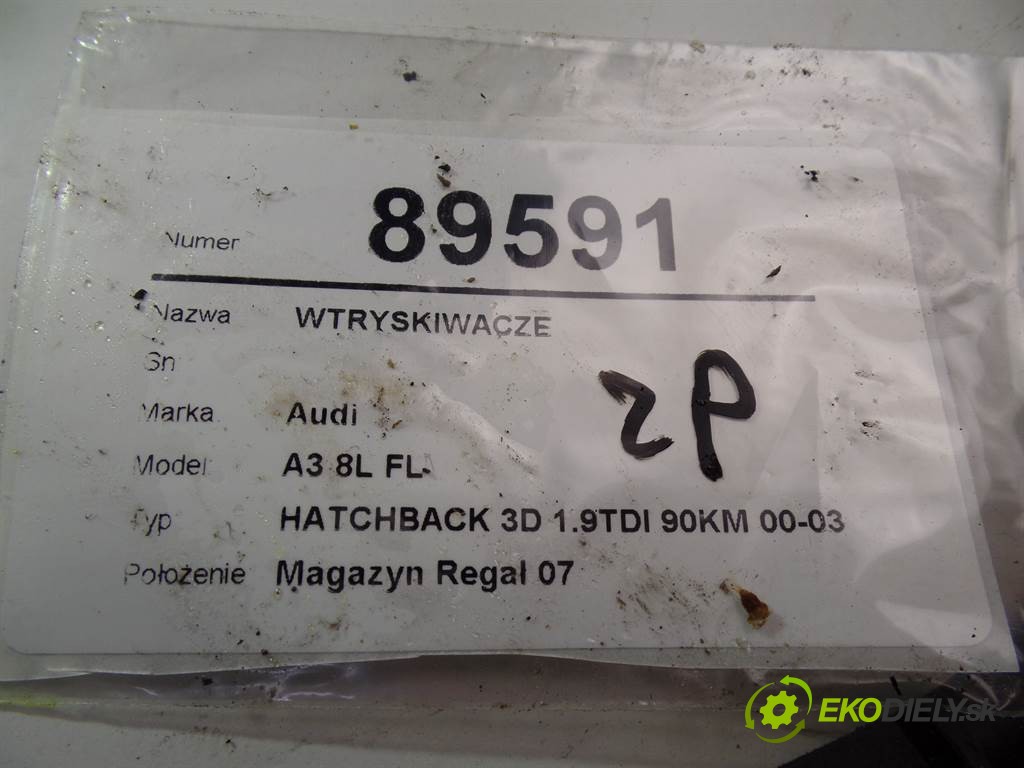 Numer 89591
Nazwa WTRYSKIWACZE
Sn
Marka Audi
Model A3 8L FL
Typ HATCHBACK 3D 1.9TDI 90KM 00-03
Położenie Magazyn Regał 07
2P
EKODIELY.sk